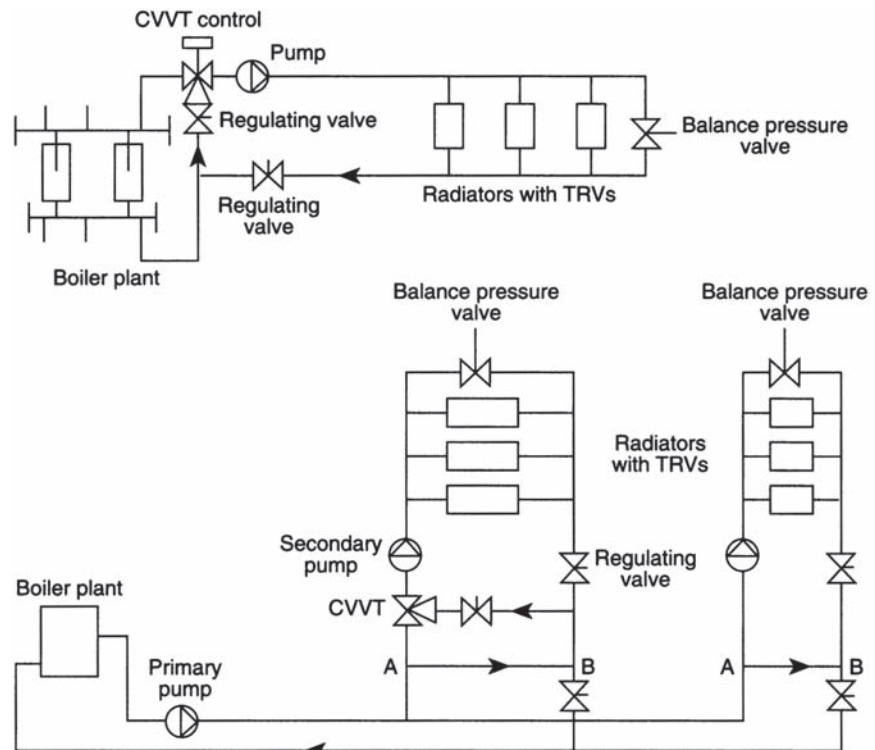 CVVT control
Pump
Regulating valve
Balance pressure
valve
Radiators with TRVs
Regulating
valve
Boiler plant
Balance pressure
valve
Balance pressure
valve
Radiators
with TRVs
Secondary
pump
Regulating
valve
Boiler plant
CVVT
A
B
A
B
Primary
pump